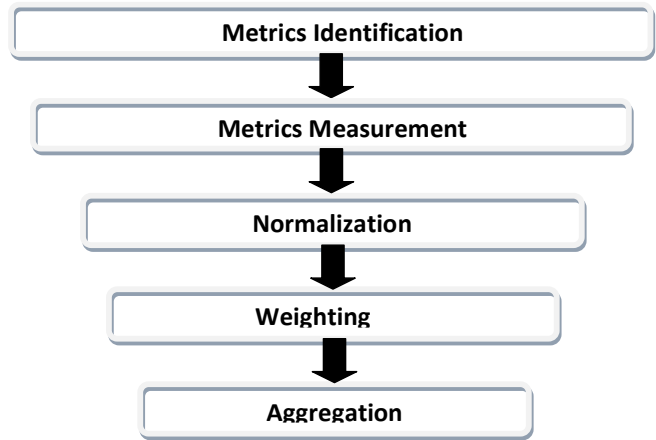 Metrics Identification
Metrics Measurement
Normalization
Weighting
Aggregation